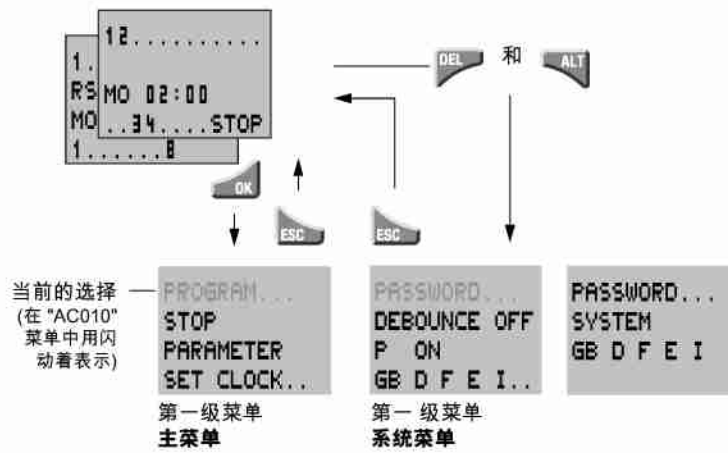 12..........
MO 02:00
..34....STOP
1.
RS
MO
1......8
DEL 和 ALT
OK
ESC
ESC
当前的选择
(在 "AC010"
菜单中用闪
动着表示)
PROGRAM...
STOP
PARAMETER
SET CLOCK..
第一级菜单
主菜单
PASSWORD...
DEBOUNCE OFF
P ON
GB D F E I..
第一 级菜单
系统菜单
PASSWORD...
SYSTEM
GB D F E I